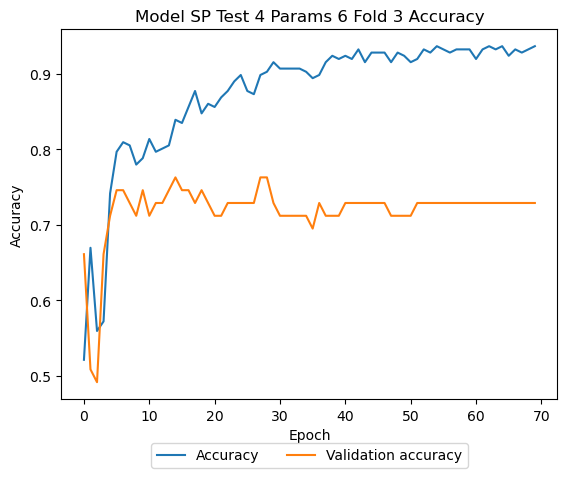 Model SP Test 4 Params 6 Fold 3 Accuracy
Accuracy
0.9
0.8
0.7
0.6
0.5
0 10 20 30 40 50 60 70
Epoch
Accuracy Validation accuracy